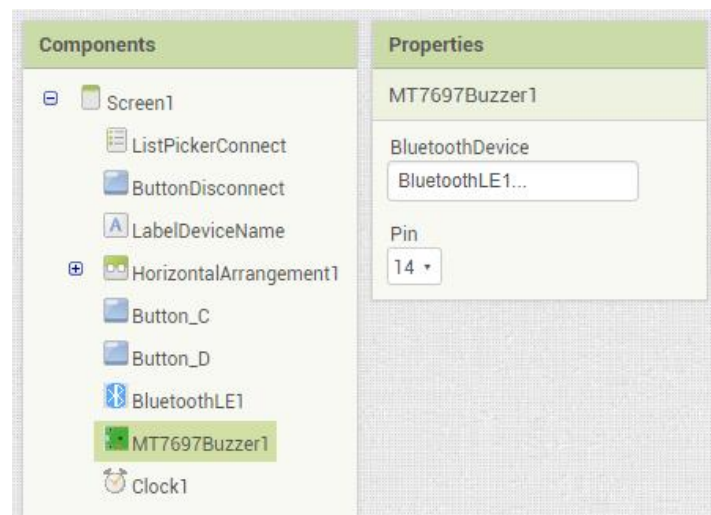 Components
Screen1
ListPickerConnect
ButtonDisconnect
A LabelDeviceName
HorizontalArrangement1
Button_C
Button_D
BluetoothLE1
MT7697Buzzer1
Clock1
Properties
MT7697Buzzer1
BluetoothDevice
BluetoothLE1...
Pin
14